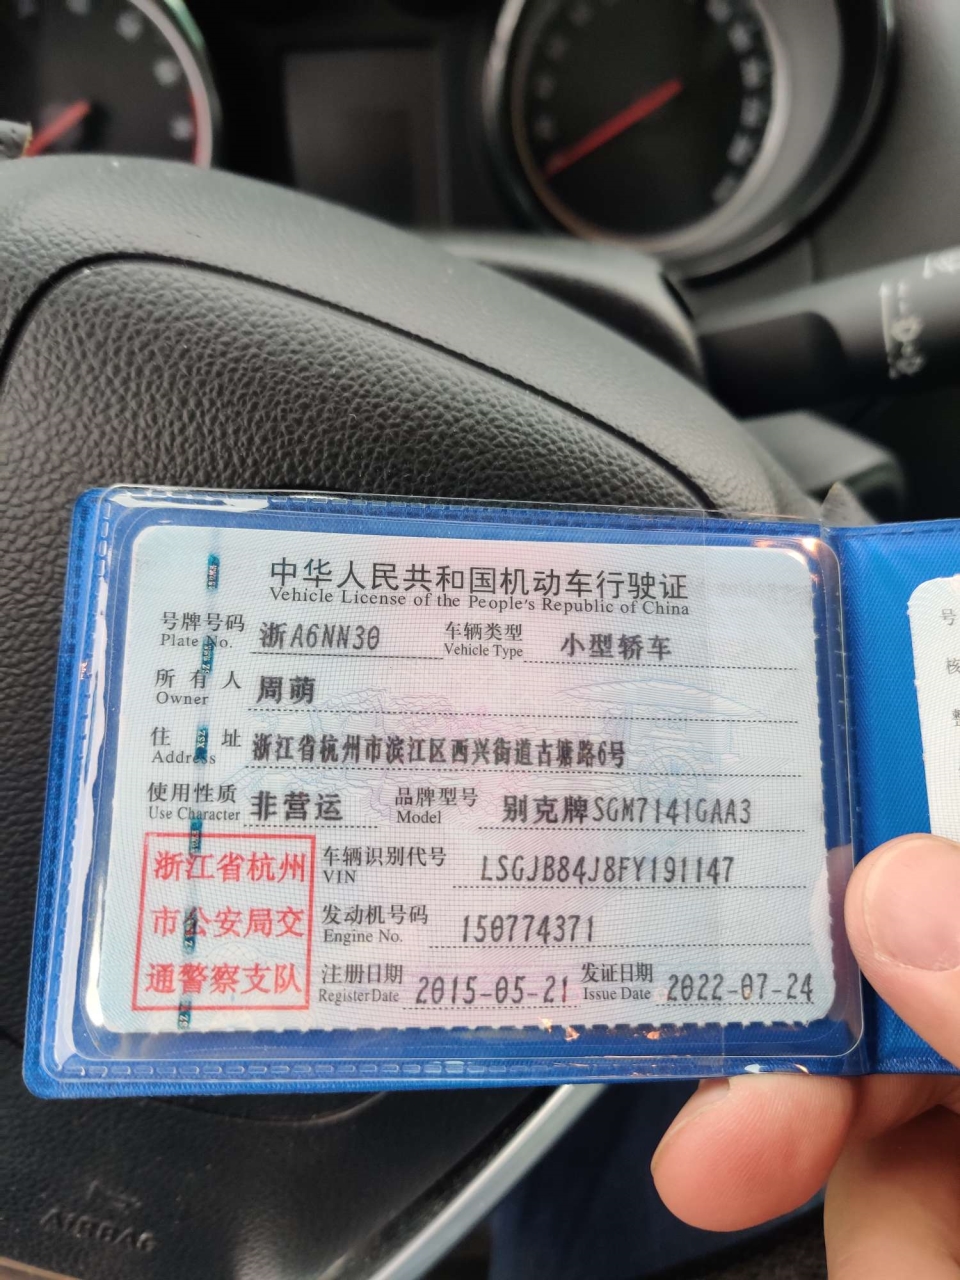 中华人民共和国机动车行驶证
Vehicle License of the People's Republic of China
号牌号码 浙A6NN30 车辆类型 小型轿车
Plate No. Vehicle Type
所有人 周萌
Owner
住址 浙江省杭州市滨江区西兴街道古塘路6号
Address
使用性质 非营运 品牌型号 别克牌SGM7141GAA3
Use Character Model
浙江省杭州
市公安局交
通警察支队
车辆识别代号 LSGJB84J8FY191147
VIN
发动机号码 150774371
Engine No.
注册日期 2015-05-21 发证日期 2022-07-24
Register Date Issue Date
号
核
整
AIRBAG